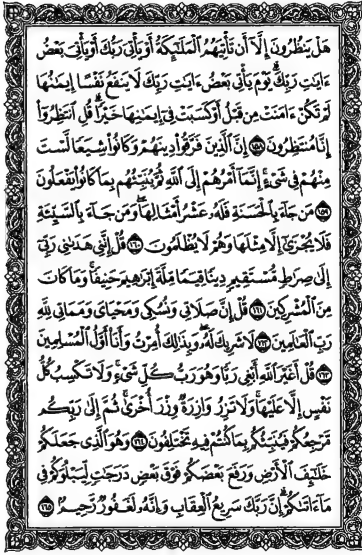 هَلْ يَنظُرُونَ إِلَّآ أَن تَأْتِيَهُمُ ٱلْمَلَٰٓئِكَةُ أَوْ يَأْتِىَ رَبُّكَ أَوْ يَأْتِىَ بَعْضُ
ءَايَٰتِ رَبِّكَ ۗ يَوْمَ يَأْتِى بَعْضُ ءَايَٰتِ رَبِّكَ لَا يَنفَعُ نَفْسًا إِيمَٰنُهَا
لَمْ تَكُنْ ءَامَنَتْ مِن قَبْلُ أَوْ كَسَبَتْ فِىٓ إِيمَٰنِهَا خَيْرًا ۗ قُلِ ٱنتَظِرُوٓا۟
إِنَّا مُنتَظِرُونَ ١٥٨ إِنَّ ٱلَّذِينَ فَرَّقُوا۟ دِينَهُمْ وَكَانُوا۟ شِيَعًا لَّسْتَ
مِنْهُمْ فِى شَىْءٍ ۚ إِنَّمَآ أَمْرُهُمْ إِلَى ٱللَّهِ ثُمَّ يُنَبِّئُهُم بِمَا كَانُوا۟ يَفْعَلُونَ
١٥٩ مَن جَآءَ بِٱلْحَسَنَةِ فَلَهُۥ عَشْرُ أَمْثَالِهَا ۖ وَمَن جَآءَ بِٱلسَّيِّئَةِ
فَلَا يُجْزَىٰٓ إِلَّا مِثْلَهَا وَهُمْ لَا يُظْلَمُونَ ١٦٠ قُلْ إِنَّنِى هَدَىٰنِى رَبِّىٓ
إِلَىٰ صِرَٰطٍ مُّسْتَقِيمٍ دِينًا قِيَمًا مِّلَّةَ إِبْرَٰهِيمَ حَنِيفًا ۚ وَمَا كَانَ
مِنَ ٱلْمُشْرِكِينَ ١٦١ قُلْ إِنَّ صَلَاتِى وَنُسُكِى وَمَحْيَاىَ وَمَمَاتِى لِلَّهِ
رَبِّ ٱلْعَٰلَمِينَ ١٦٢ لَا شَرِيكَ لَهُۥ ۖ وَبِذَٰلِكَ أُمِرْتُ وَأَنَا۠ أَوَّلُ ٱلْمُسْلِمِينَ
١٦٣ قُلْ أَغَيْرَ ٱللَّهِ أَبْغِى رَبًّا وَهُوَ رَبُّ كُلِّ شَىْءٍ ۚ وَلَا تَكْسِبُ كُلُّ
نَفْسٍ إِلَّا عَلَيْهَا ۚ وَلَا تَزِرُ وَازِرَةٌ وِزْرَ أُخْرَىٰ ۚ ثُمَّ إِلَىٰ رَبِّكُم
مَّرْجِعُكُمْ فَيُنَبِّئُكُم بِمَا كُنتُمْ فِيهِ تَخْتَلِفُونَ ١٦٤ وَهُوَ ٱلَّذِى جَعَلَكُمْ
خَلَٰٓئِفَ ٱلْأَرْضِ وَرَفَعَ بَعْضَكُمْ فَوْقَ بَعْضٍ دَرَجَٰتٍ لِّيَبْلُوَكُمْ فِى
مَآ ءَاتَىٰكُمْ ۗ إِنَّ رَبَّكَ سَرِيعُ ٱلْعِقَابِ وَإِنَّهُۥ لَغَفُورٌ رَّحِيمٌۢ ١٦٥